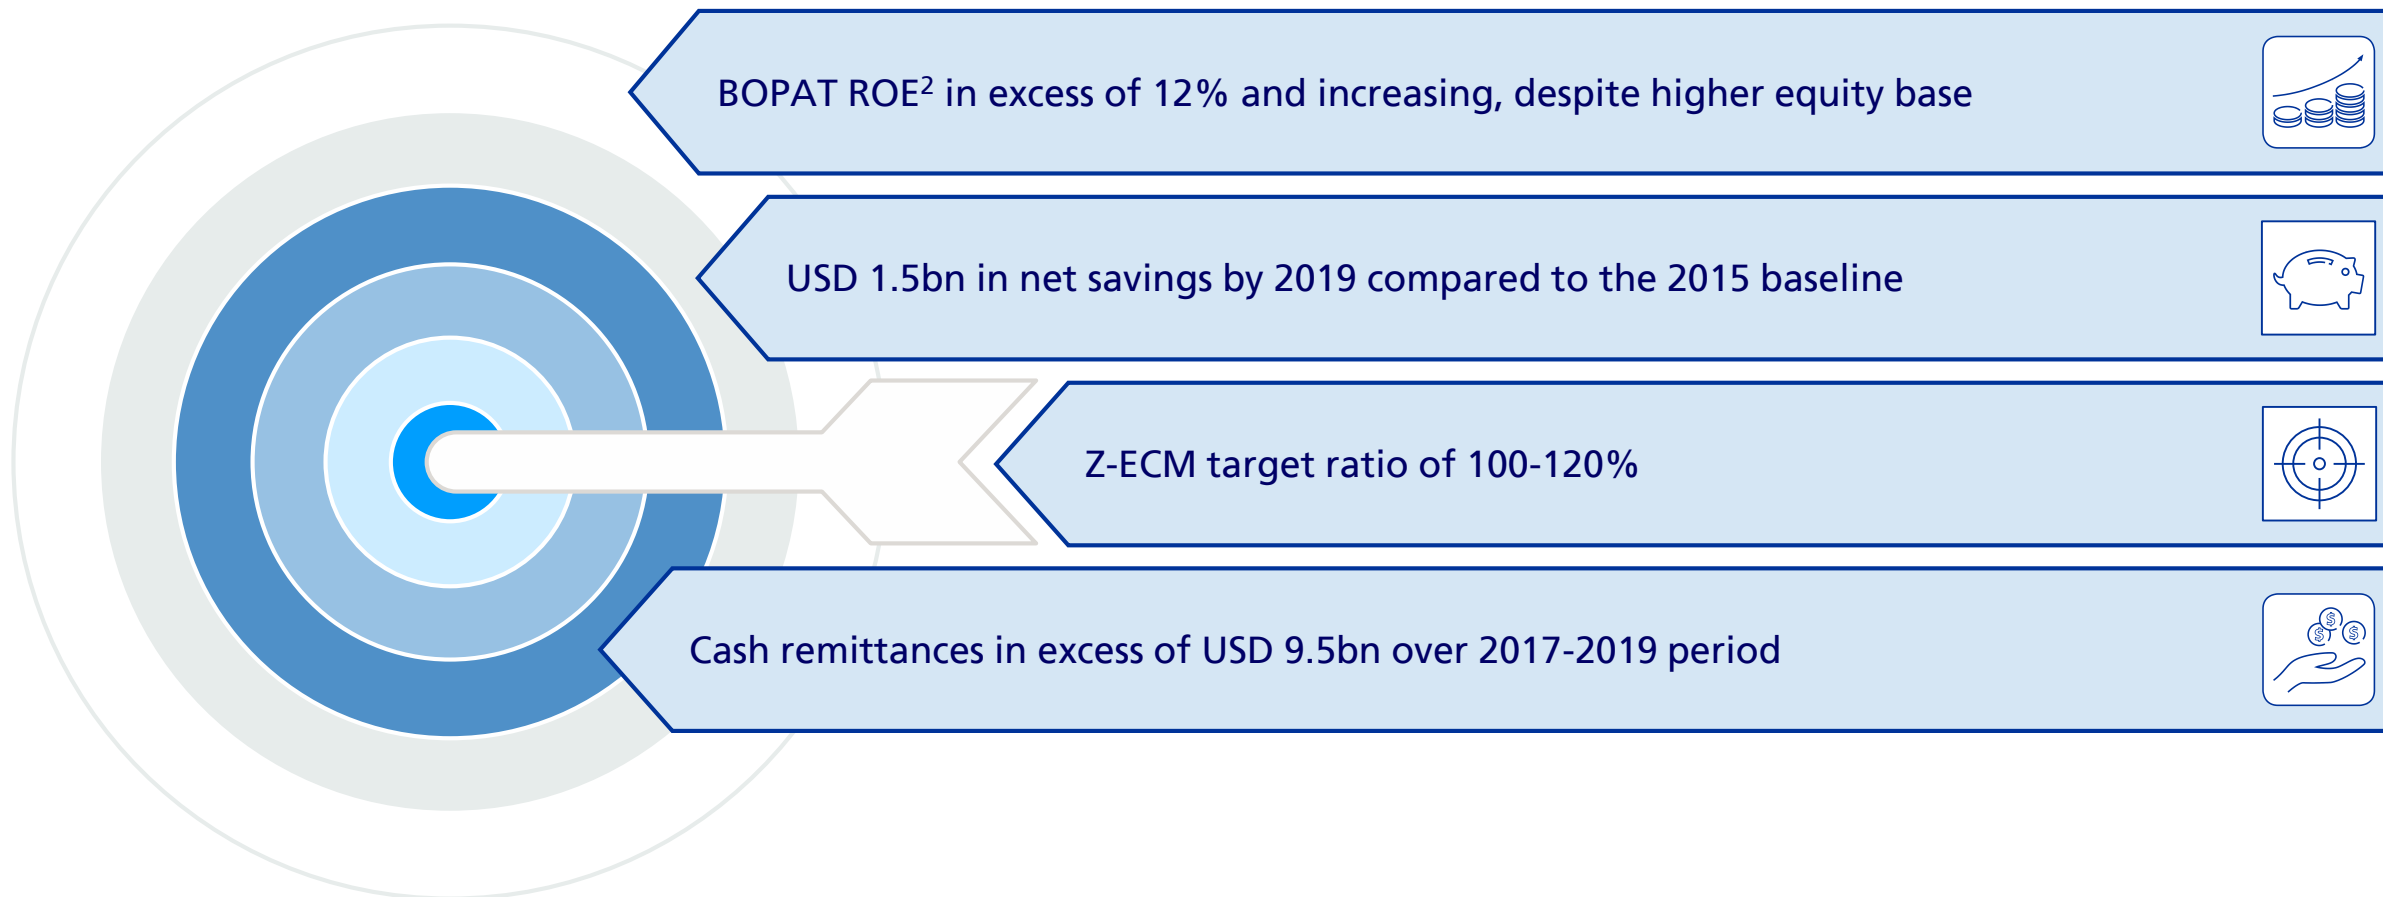 BOPAT ROE² in excess of 12% and increasing, despite higher equity base
USD 1.5bn in net savings by 2019 compared to the 2015 baseline
Z-ECM target ratio of 100-120%
Cash remittances in excess of USD 9.5bn over 2017-2019 period
$ $ $